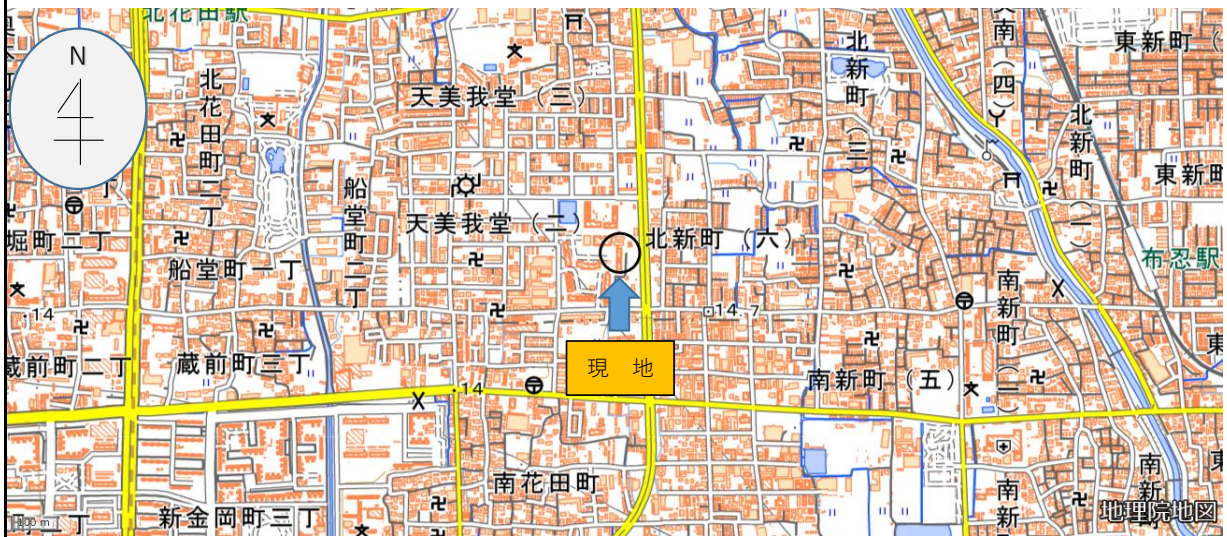 北花田駅
N
北花田町二丁
天美我堂（三）
北新町（三）
東新町（
北新町（一）
東新町
堀町二丁
船堂町一丁
船堂町二丁
天美我堂（二）
北新町（六）
布忍駅
14
14.7
南新町（二）
蔵前町二丁
蔵前町三丁
現　地
14
南新町（五）
南花田町
新金岡町三丁
南新
南新
100 m
地理院地図